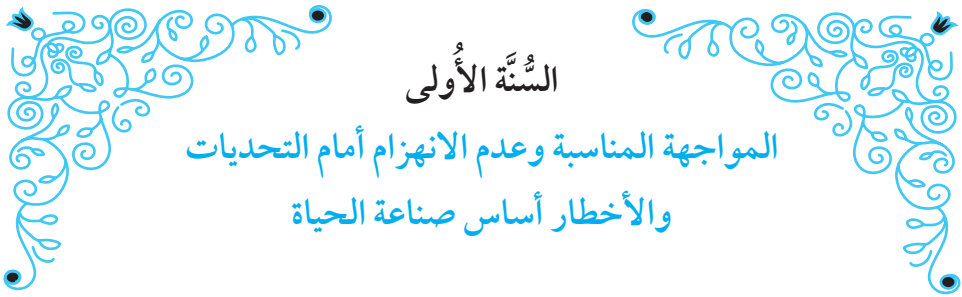 السُّنَّة الأُولى
المواجهة المناسبة وعدم الانهزام أمام التحديات
والأخطار أساس صناعة الحياة